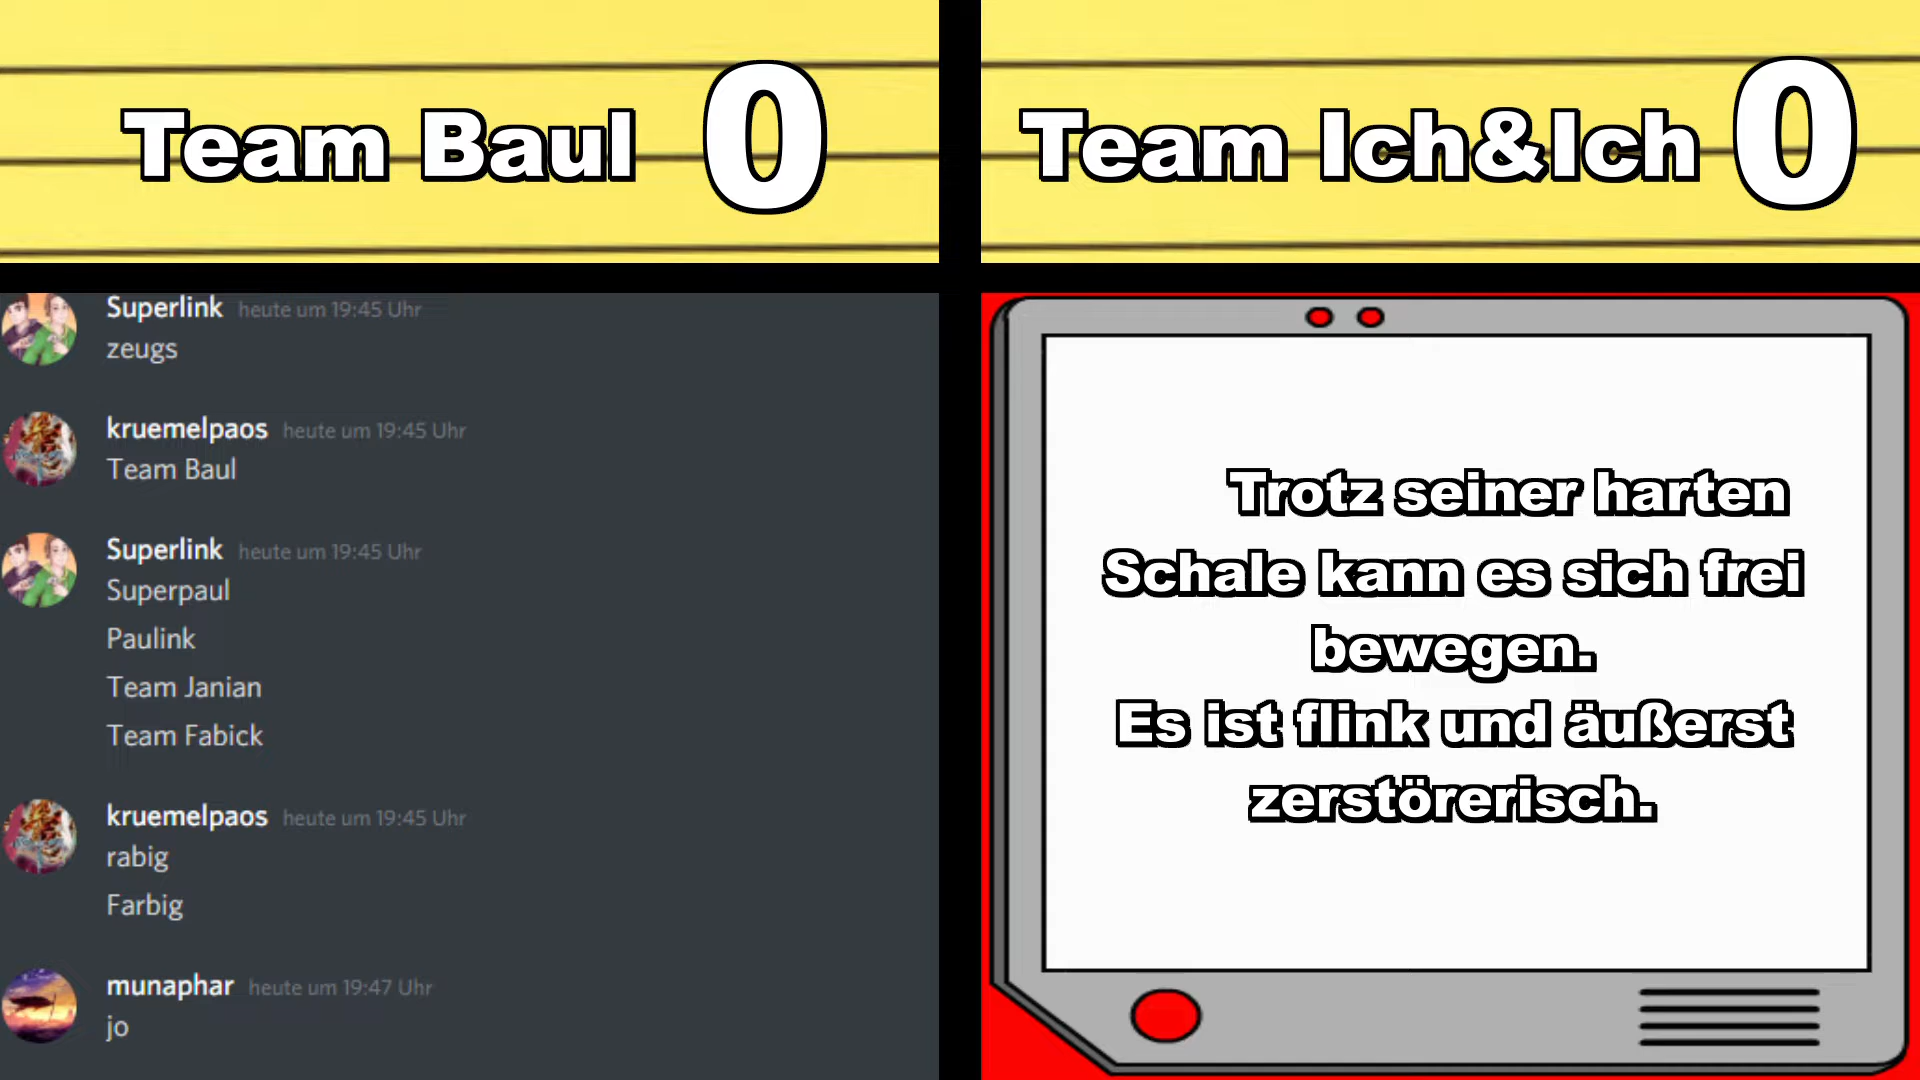 Team Baul 0
Team Ich&Ich 0
Superlink heute um 19:45 Uhr
zeugs
kruemelpaos heute um 19:45 Uhr
Team Baul
Superlink heute um 19:45 Uhr
Superpaul
Paulink
Team Janian
Team Fabick
kruemelpaos heute um 19:45 Uhr
rabig
Farbig
munaphar heute um 19:47 Uhr
jo
Trotz seiner harten
Schale kann es sich frei
bewegen.
Es ist flink und äußerst
zerstörerisch.